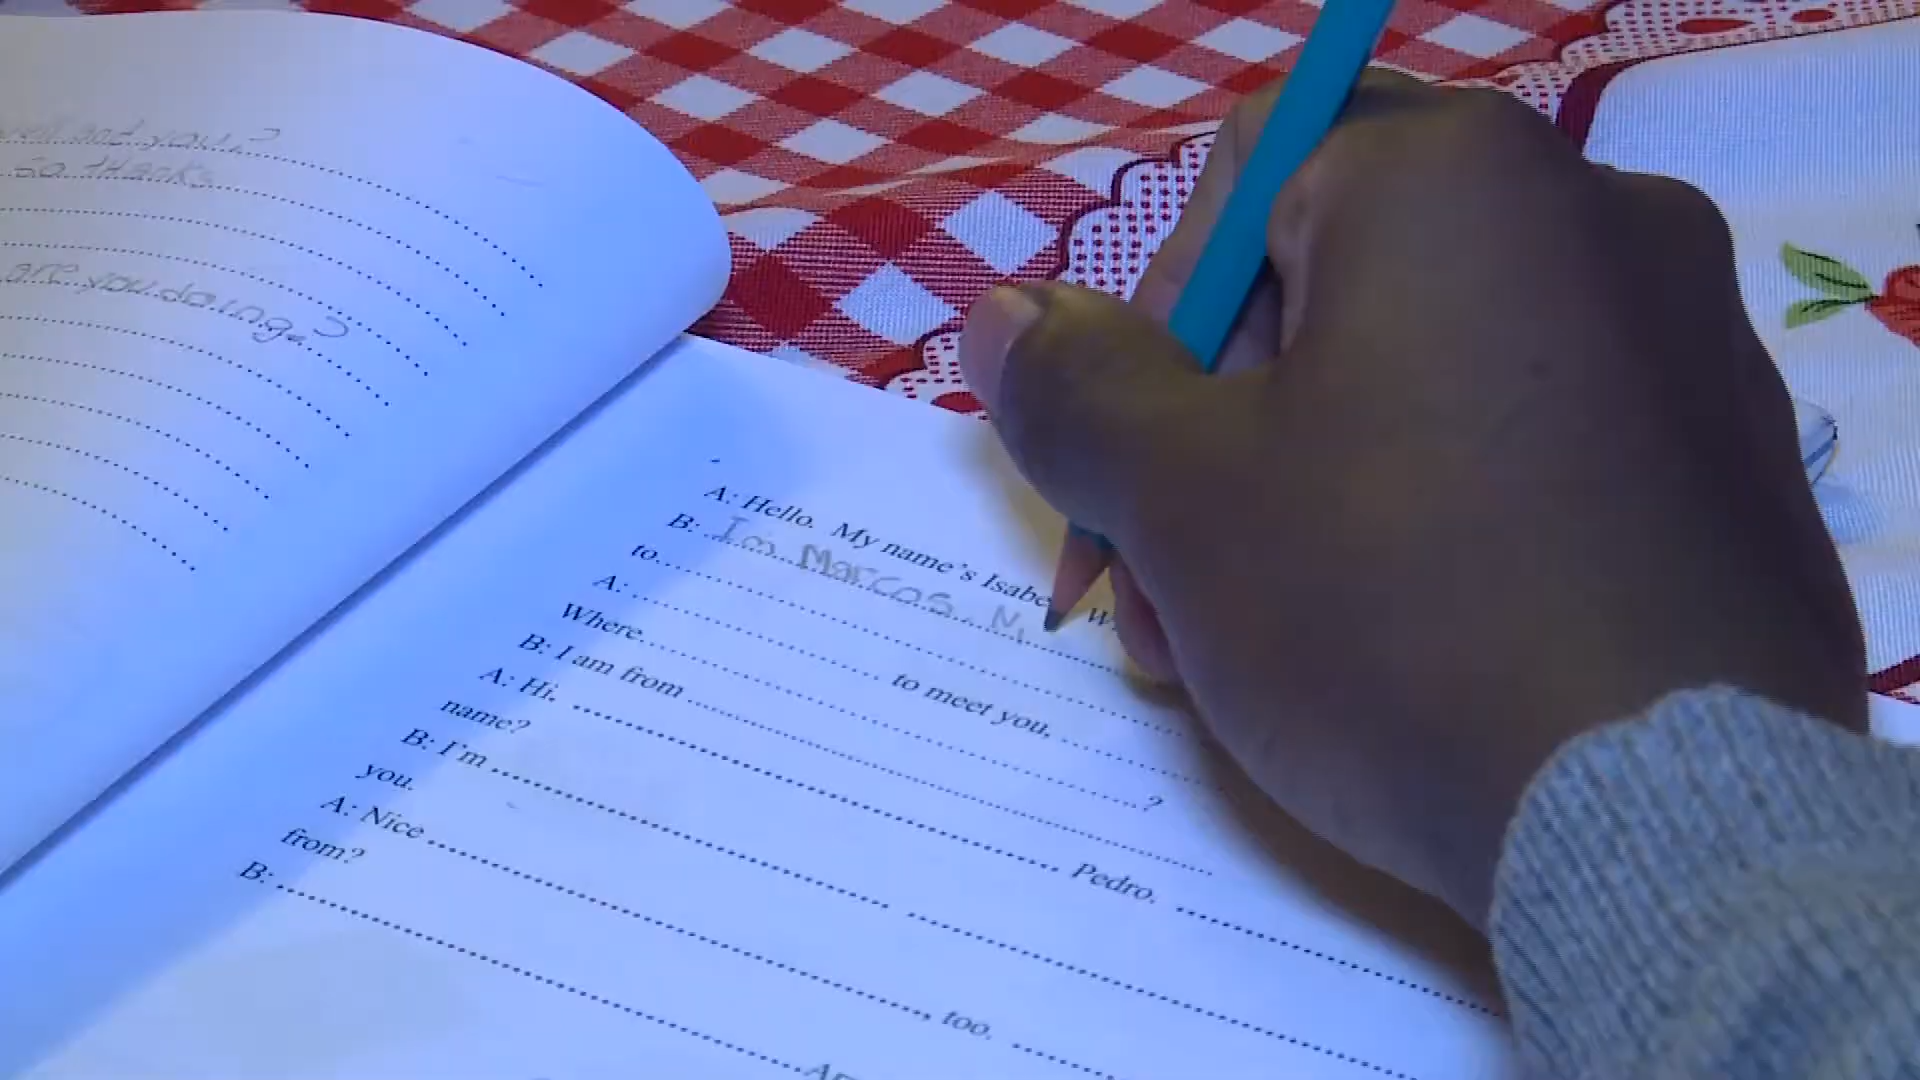 and you?
so thanks
are you doing?
A: Hello. My name's Isabe
B: Im Marcos. N
to
A: to meet you,
Where ?
B: I am from
A: Hi. Pedro.
name?
B: I'm
you.
A: Nice , too.
from?
B: